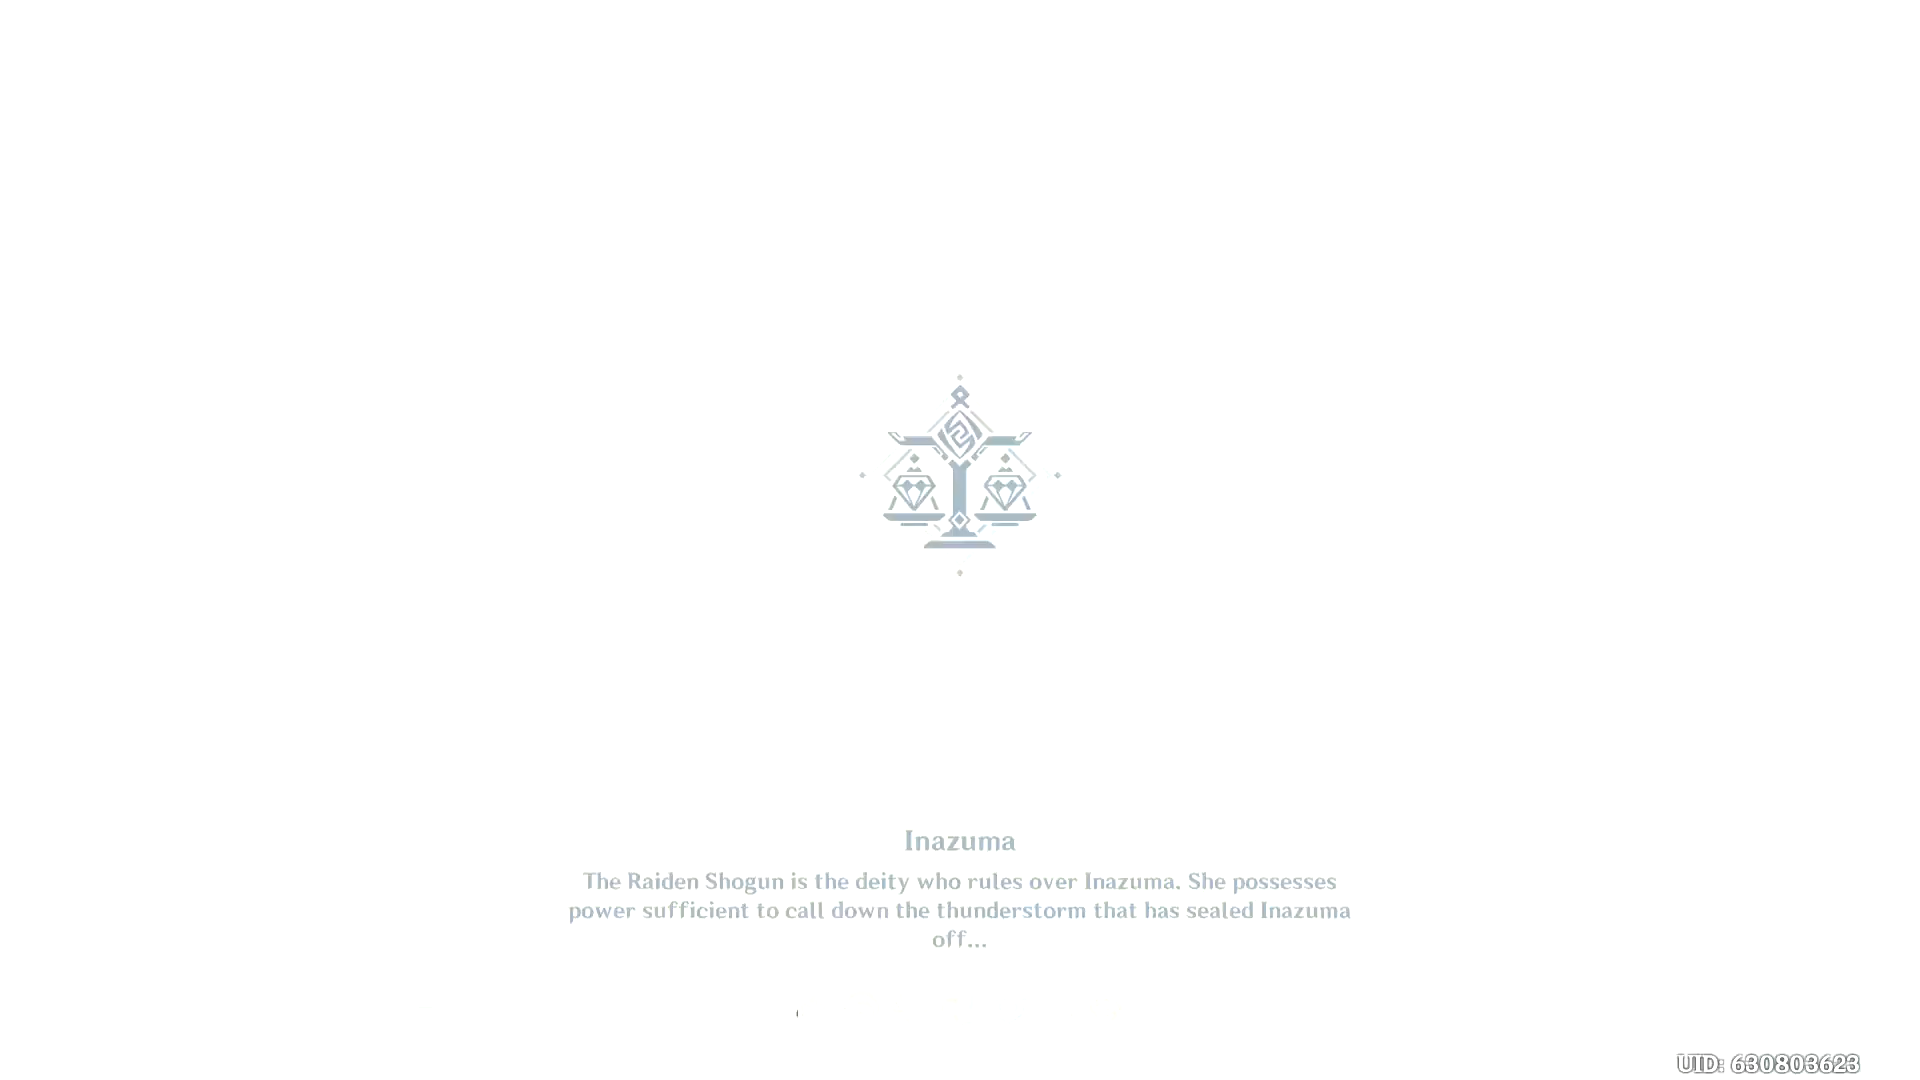 Inazuma
The Raiden Shogun is the deity who rules over Inazuma. She possesses
power sufficient to call down the thunderstorm that has sealed Inazuma
off...
UID: 630803623